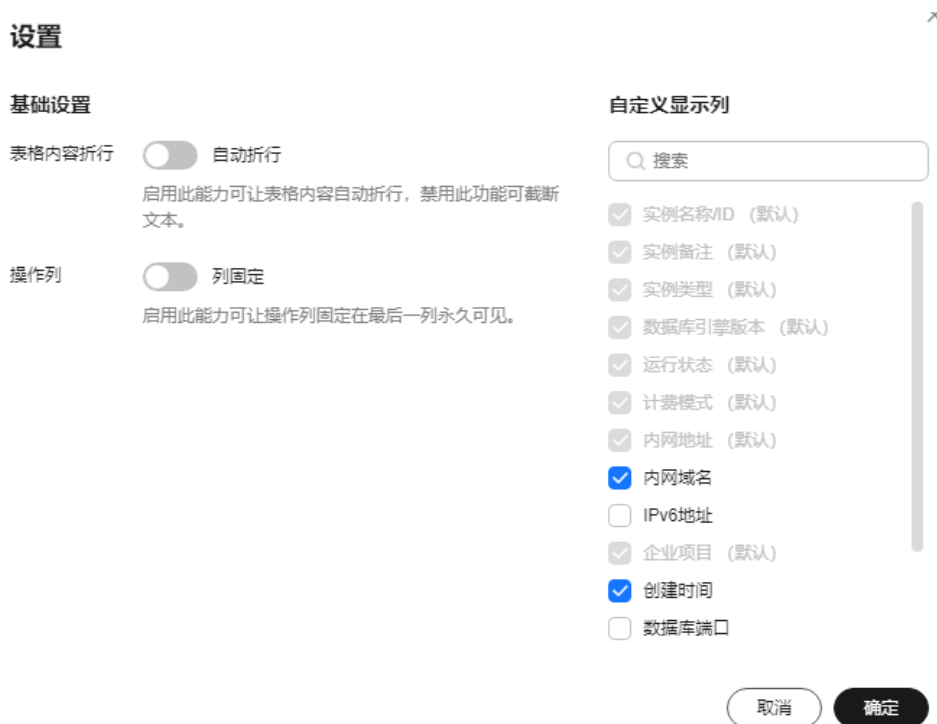 设置
基础设置
表格内容折行
自动折行
启用此能力可让表格内容自动折行，禁用此功能可截断
文本。
操作列
列固定
启用此能力可让操作列固定在最后一列永久可见。
自定义显示列
搜索
实例名称/ID （默认）
实例备注 （默认）
实例类型 （默认）
数据库引擎版本 （默认）
运行状态 （默认）
计费模式 （默认）
内网地址 （默认）
内网域名
IPv6地址
企业项目 （默认）
创建时间
数据库端口
取消
确定